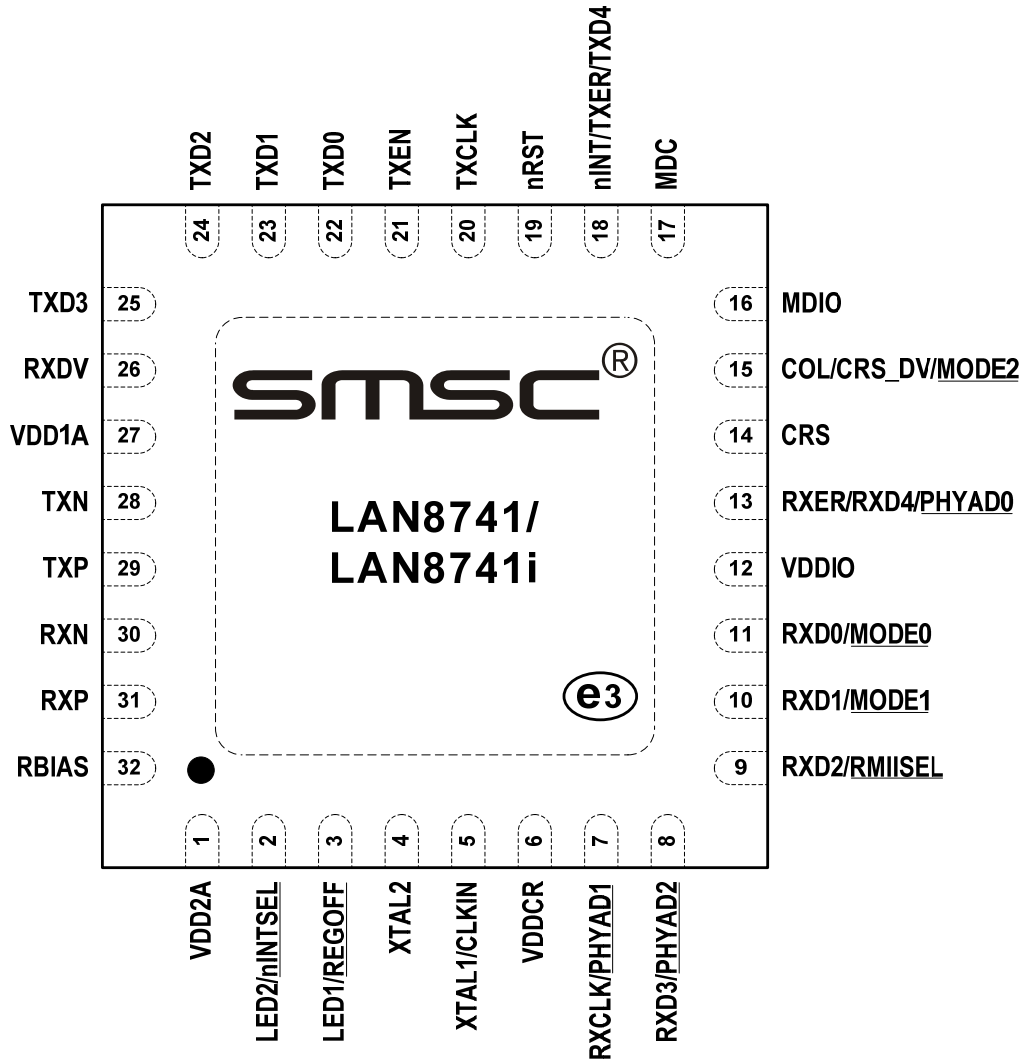 TXD2
TXD1
TXD0
TXEN
TXCLK
nRST
nINT/TXER/TXD4
MDC
24
23
22
21
20
19
18
17
TXD3 25
RXDV 26
VDD1A 27
TXN 28
TXP 29
RXN 30
RXP 31
RBIAS 32
smsc®
LAN8741/
LAN8741i
e3
16 MDIO
15 COL/CRS_DV/MODE2
14 CRS
13 RXER/RXD4/PHYAD0
12 VDDIO
11 RXD0/MODE0
10 RXD1/MODE1
9 RXD2/RMIISEL
1
2
3
4
5
6
7
8
VDD2A
LED2/nINTSEL
LED1/REGOFF
XTAL2
XTAL1/CLKIN
VDDCR
RXCLK/PHYAD1
RXD3/PHYAD2